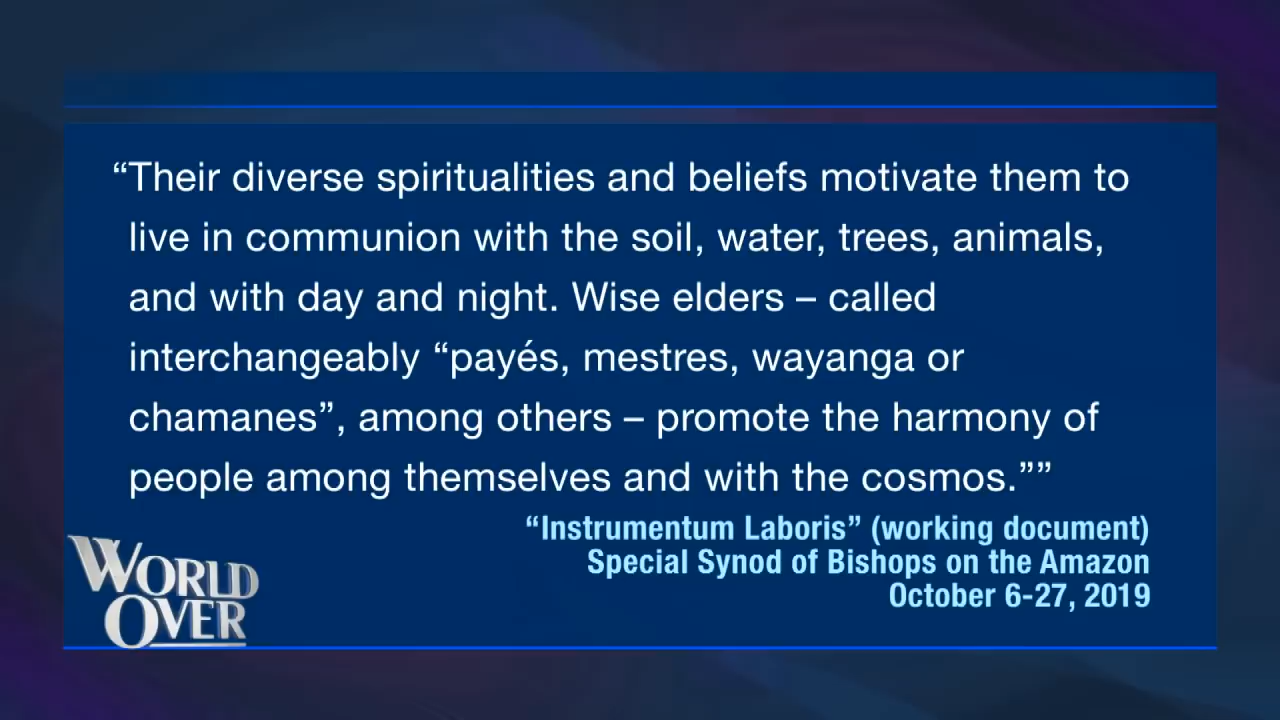 “Their diverse spiritualities and beliefs motivate them to
live in communion with the soil, water, trees, animals,
and with day and night. Wise elders – called
interchangeably “payés, mestres, wayanga or
chamanes”, among others – promote the harmony of
people among themselves and with the cosmos.””
“Instrumentum Laboris” (working document)
Special Synod of Bishops on the Amazon
October 6-27, 2019
WORLD
OVER